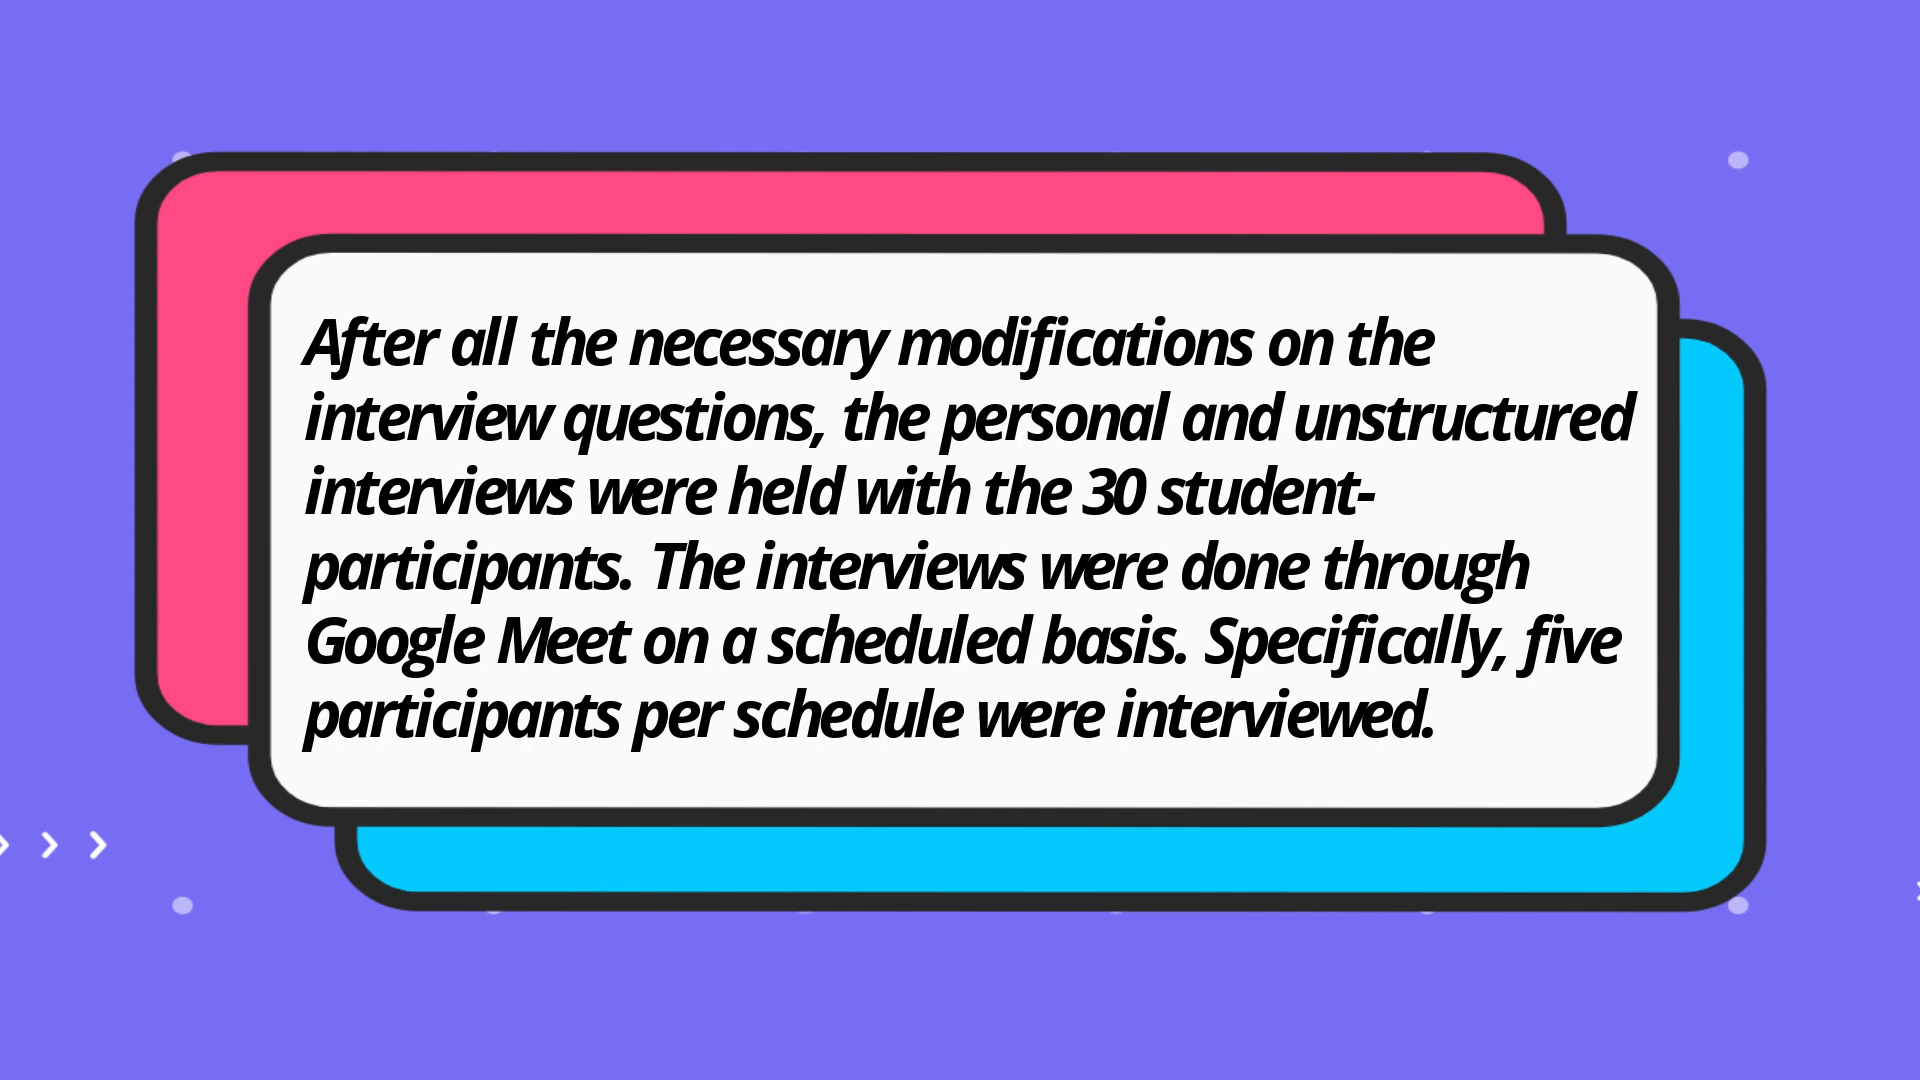 After all the necessary modifications on the
interview questions, the personal and unstructured
interviews were held with the 30 student-
participants. The interviews were done through
Google Meet on a scheduled basis. Specifically, five
participants per schedule were interviewed.